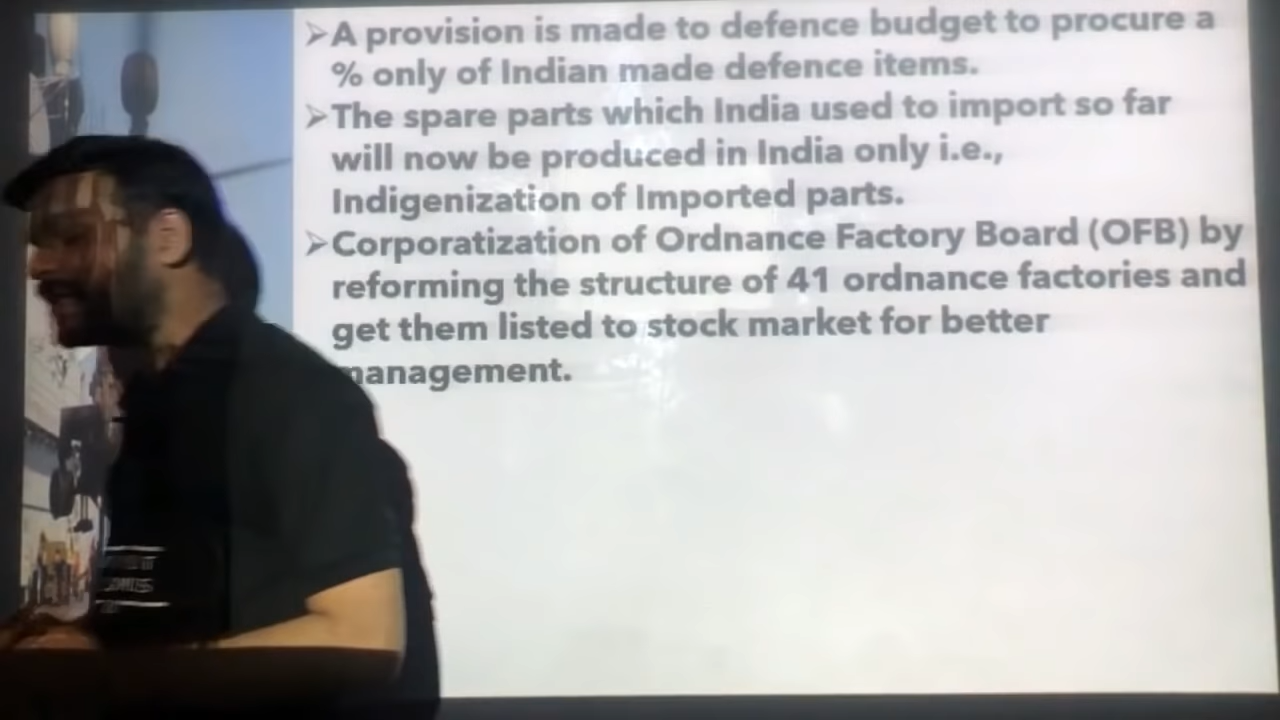 ➢A provision is made to defence budget to procure a
% only of Indian made defence items.
➢The spare parts which India used to import so far
will now be produced in India only i.e.,
Indigenization of Imported parts.
➢Corporatization of Ordnance Factory Board (OFB) by
reforming the structure of 41 ordnance factories and
get them listed to stock market for better
management.